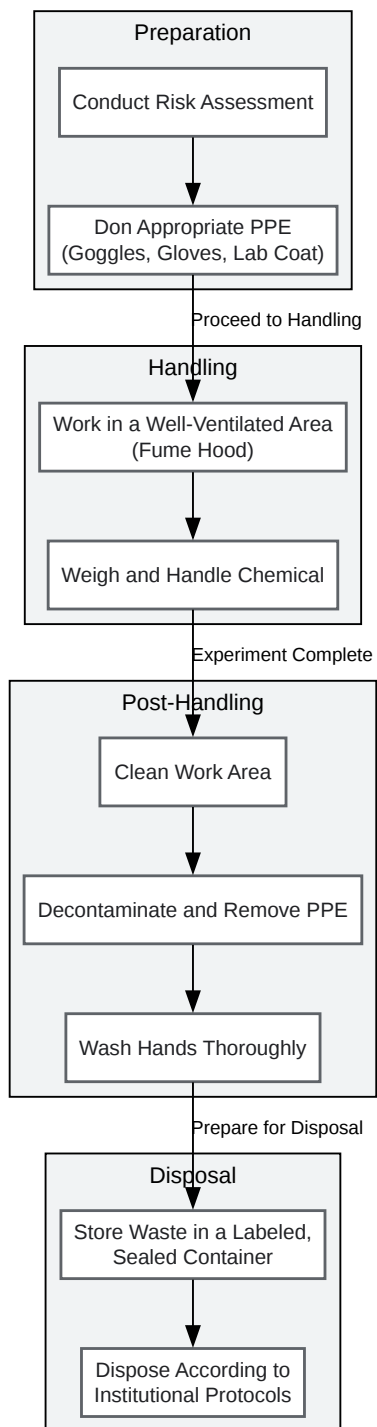 Preparation
Conduct Risk Assessment
Don Appropriate PPE
(Goggles, Gloves, Lab Coat)
Proceed to Handling
Handling
Work in a Well-Ventilated Area
(Fume Hood)
Weigh and Handle Chemical
Experiment Complete
Post-Handling
Clean Work Area
Decontaminate and Remove PPE
Wash Hands Thoroughly
Prepare for Disposal
Disposal
Store Waste in a Labeled,
Sealed Container
Dispose According to
Institutional Protocols